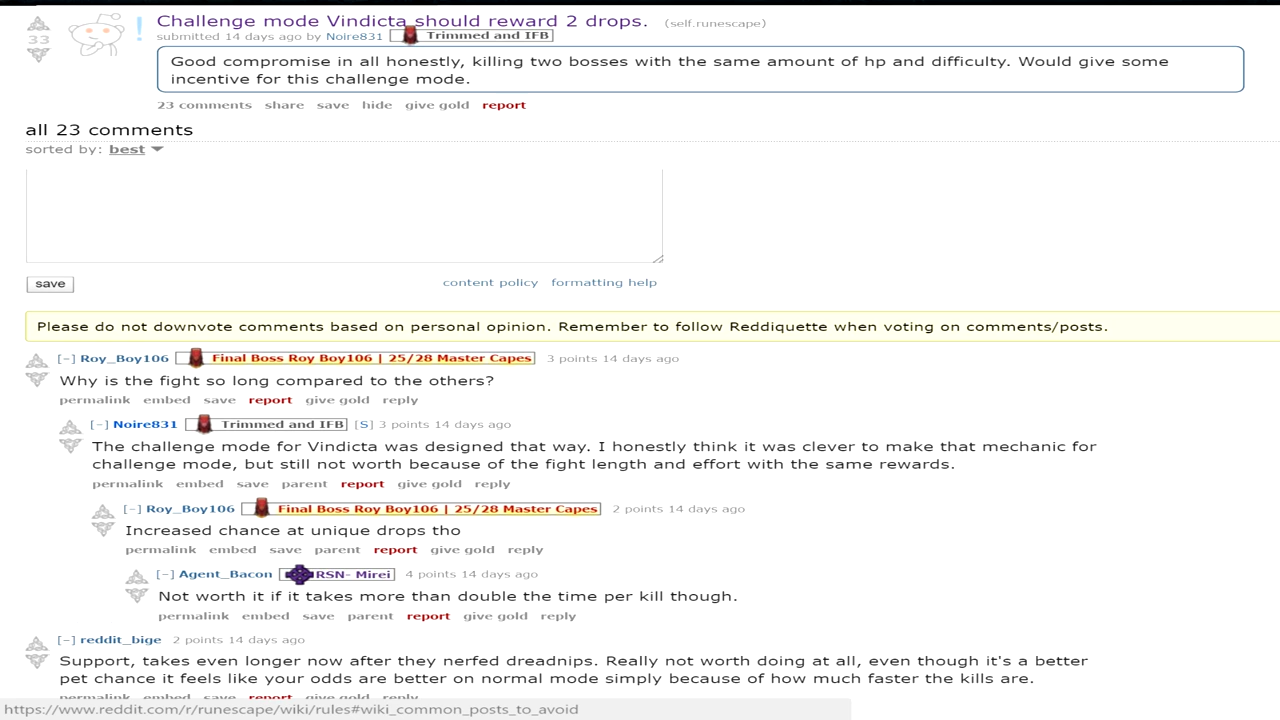 Challenge mode Vindicta should reward 2 drops. (self.runescape)
33
submitted 14 days ago by Noire831 Trimmed and IFB
Good compromise in all honestly, killing two bosses with the same amount of hp and difficulty. Would give some
incentive for this challenge mode.
23 comments share save hide give gold report
all 23 comments
sorted by: best
save
content policy formatting help
Please do not downvote comments based on personal opinion. Remember to follow Reddiquette when voting on comments/posts.
[–] Roy_Boy106 Final Boss Roy Boy106 | 25/28 Master Capes 3 points 14 days ago
Why is the fight so long compared to the others?
permalink embed save report give gold reply
[–] Noire831 Trimmed and IFB [S] 3 points 14 days ago
The challenge mode for Vindicta was designed that way. I honestly think it was clever to make that mechanic for
challenge mode, but still not worth because of the fight length and effort with the same rewards.
permalink embed save parent report give gold reply
[–] Roy_Boy106 Final Boss Roy Boy106 | 25/28 Master Capes 2 points 14 days ago
Increased chance at unique drops tho
permalink embed save parent report give gold reply
[–] Agent_Bacon RSN- Mirei 4 points 14 days ago
Not worth it if it takes more than double the time per kill though.
permalink embed save parent report give gold reply
[–] reddit_bige 2 points 14 days ago
Support, takes even longer now after they nerfed dreadnips. Really not worth doing at all, even though it's a better
pet chance it feels like your odds are better on normal mode simply because of how much faster the kills are.
permalink embed save report give gold reply
https://www.reddit.com/r/runescape/wiki/rules#wiki_common_posts_to_avoid